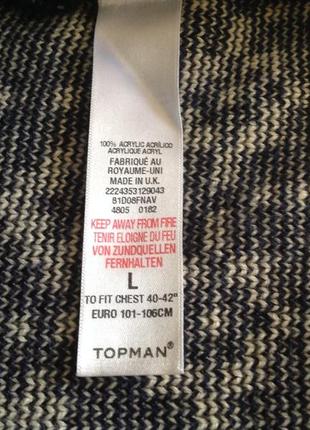 100% ACRYLIC ACRÍLICO
ACRYLIQUE ACRYL
FABRIQUÉ AU
ROYAUME-UNI
MADE IN U.K.
2224353129043
81D08FNAV
4805 0182
KEEP AWAY FROM FIRE
TENIR ELOIGNE DU FEU
VON ZUNDQUELLEN
FERNHALTEN
L
TO FIT CHEST 40-42"
EURO 101-106CM
TOPMAN®